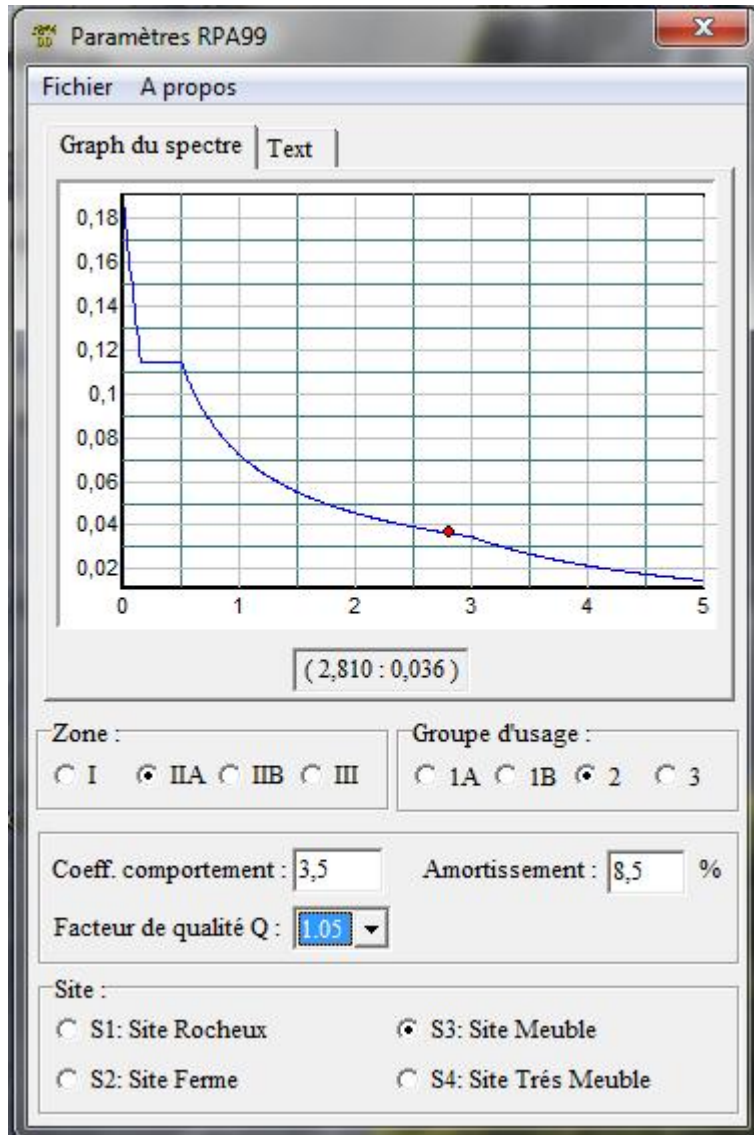 Paramètres RPA99
Fichier A propos
Graph du spectre Text
0,18
0,16
0,14
0,12
0,1
0,08
0,06
0,04
0,02
0 1 2 3 4 5
( 2,810 : 0,036 )
Zone : Groupe d'usage :
I IIA IIB III 1A 1B 2 3
Coeff. comportement : 3,5 Amortissement : 8,5 %
Facteur de qualité Q : 1.05
Site :
S1: Site Rocheux S3: Site Meuble
S2: Site Ferme S4: Site Trés Meuble